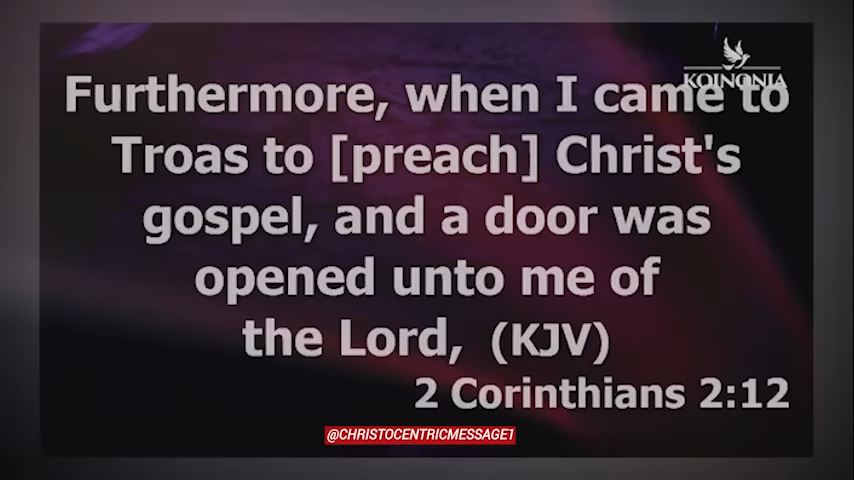 KOINONIA
Furthermore, when I came to
Troas to [preach] Christ's
gospel, and a door was
opened unto me of
the Lord, (KJV)
2 Corinthians 2:12
@CHRISTOCENTRICMESSAGE1